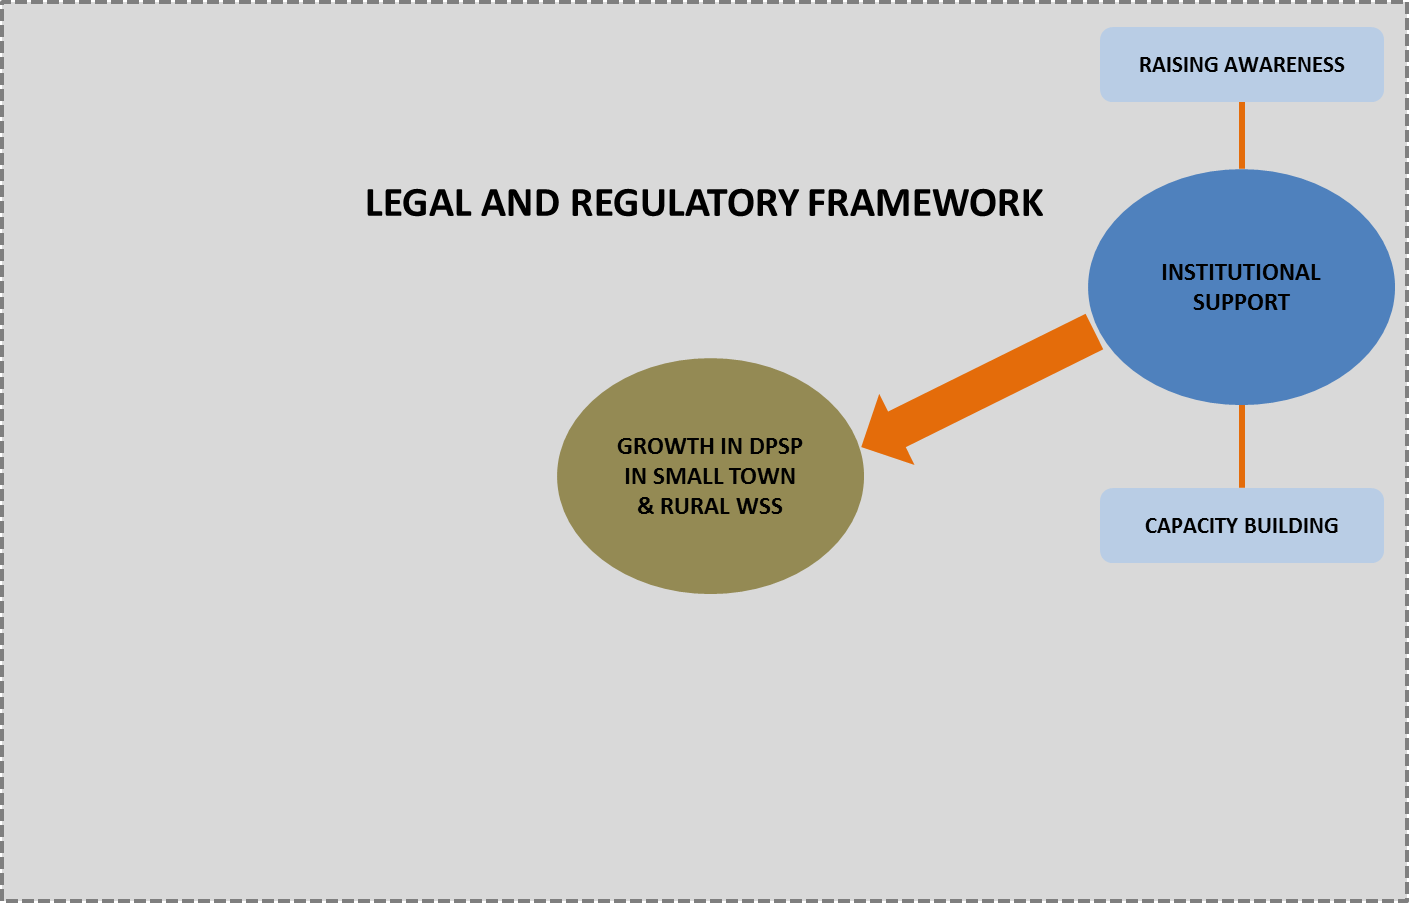 RAISING AWARENESS
LEGAL AND REGULATORY FRAMEWORK
INSTITUTIONAL
SUPPORT
GROWTH IN DPSP
IN SMALL TOWN
& RURAL WSS
CAPACITY BUILDING